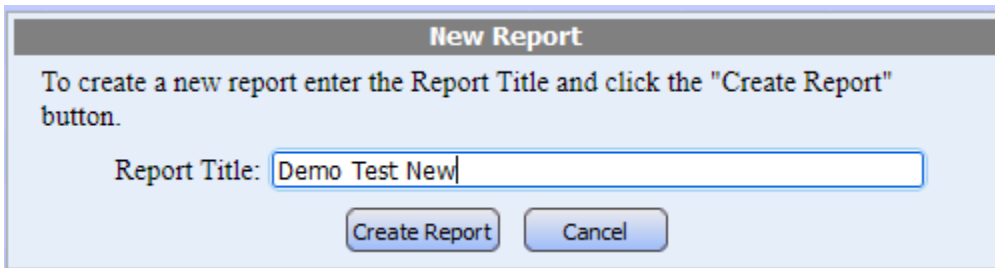 New Report
To create a new report enter the Report Title and click the "Create Report"
button.
Report Title: Demo Test New
Create Report Cancel